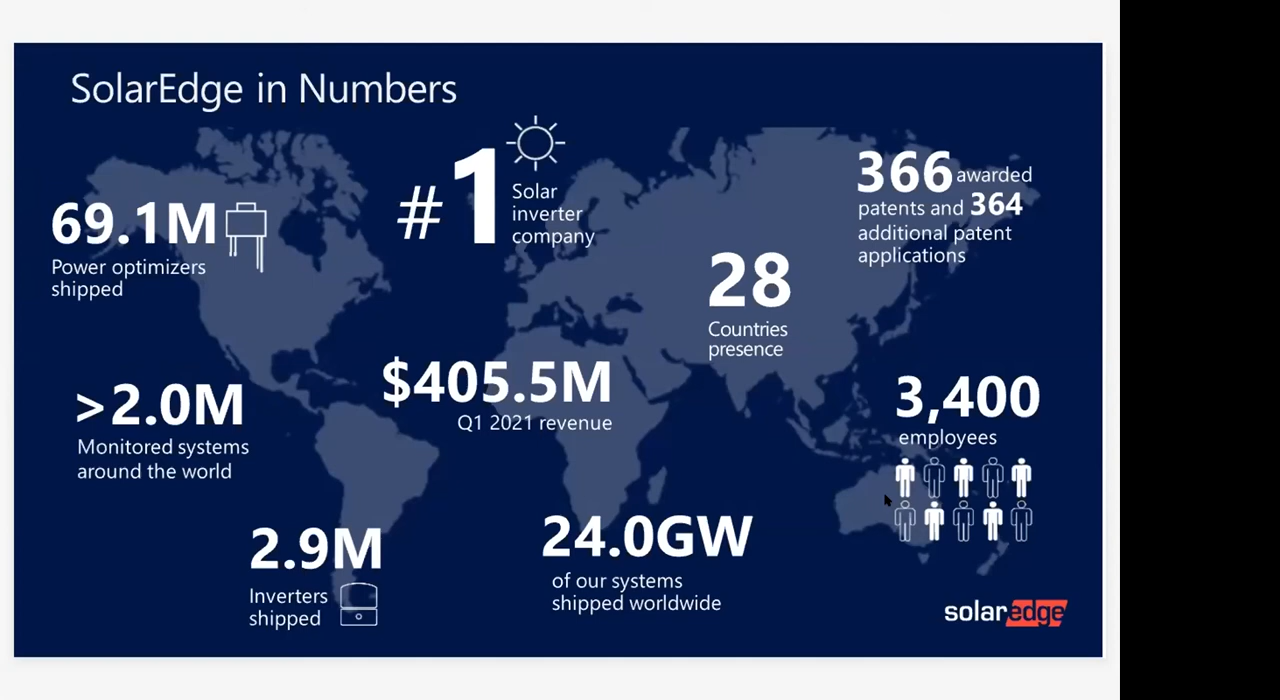 SolarEdge in Numbers
69.1M
Power optimizers
shipped
#1
Solar
inverter
company
366 awarded
patents and 364
additional patent
applications
28
Countries
presence
>2.0M
Monitored systems
around the world
$405.5M
Q1 2021 revenue
3,400
employees
2.9M
Inverters
shipped
24.0GW
of our systems
shipped worldwide
solaredge